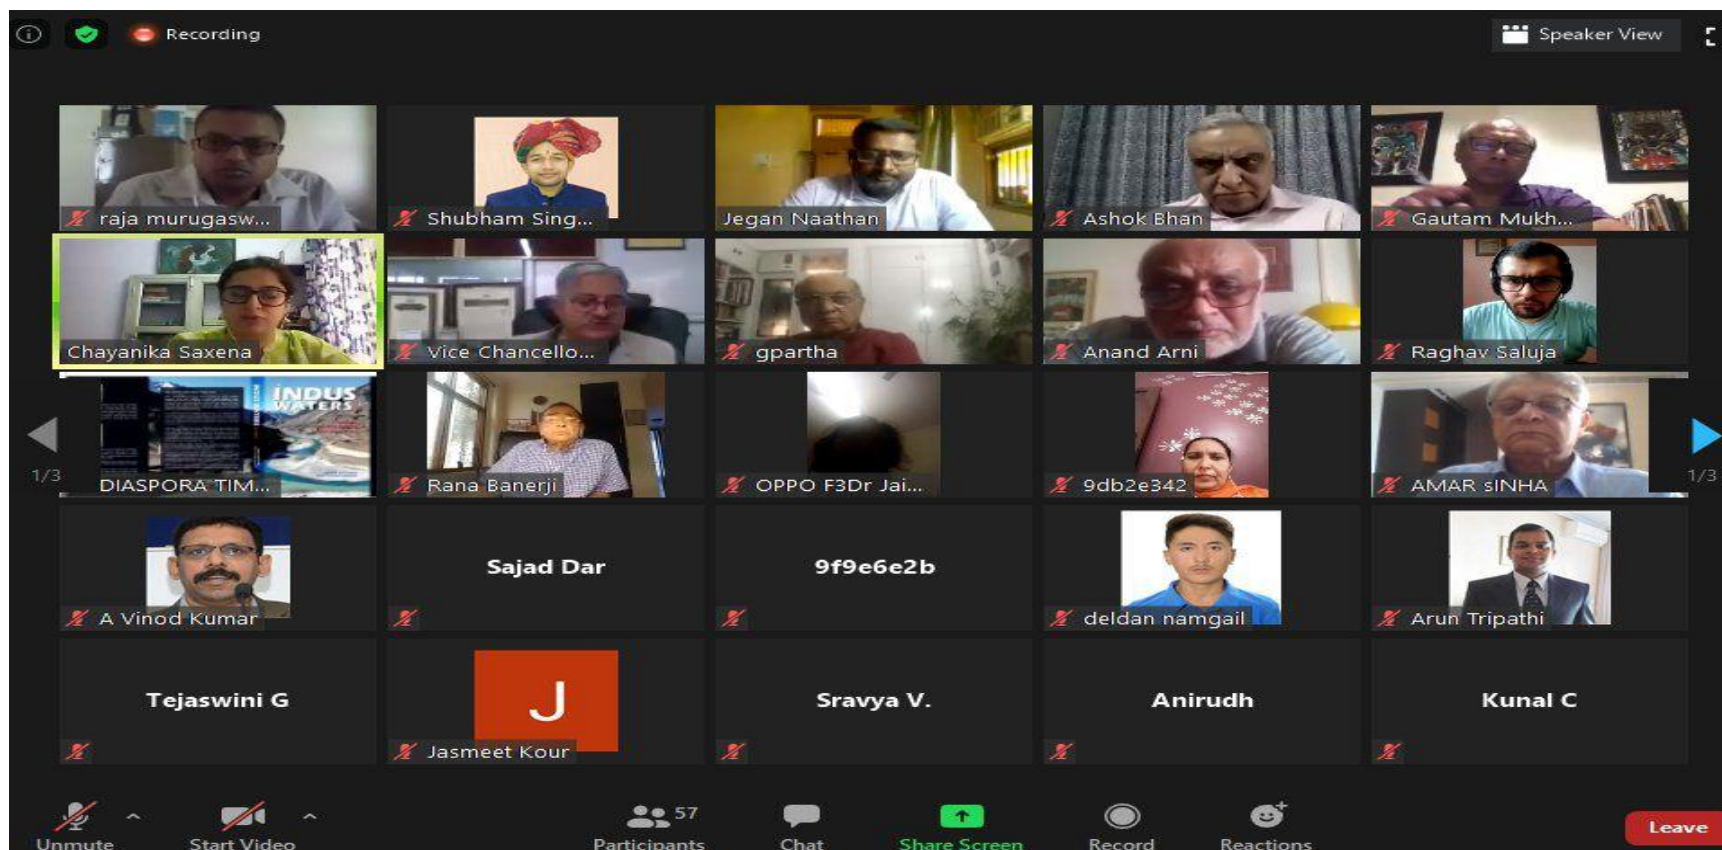 Recording
Speaker View
raja murugasw...
Shubham Sing...
Jegan Naathan
Ashok Bhan
Gautam Mukh...
Chayanika Saxena
Vice Chancello...
gpartha
Anand Arni
Raghav Saluja
INDUS
WATERS
1/3
DIASPORA TIM...
Rana Banerji
OPPO F3Dr Jai...
9db2e342
AMAR sINHA
1/3
A Vinod Kumar
Sajad Dar
9f9e6e2b
deldan namgail
Arun Tripathi
Tejaswini G
J
Jasmeet Kour
Sravya V.
Anirudh
Kunal C
Unmute
Start Video
57
Participants
Chat
Share Screen
Record
Reactions
Leave